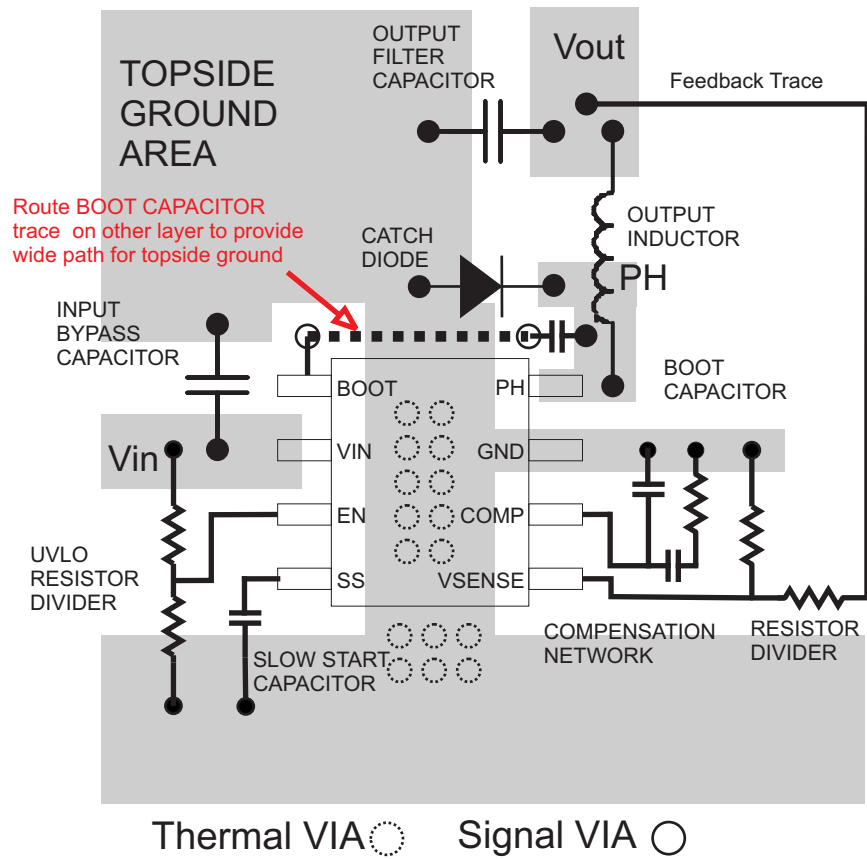 TOPSIDE
GROUND
AREA
OUTPUT
FILTER
CAPACITOR
Vout
Feedback Trace
Route BOOT CAPACITOR
trace on other layer to provide
wide path for topside ground
CATCH
DIODE
OUTPUT
INDUCTOR
PH
INPUT
BYPASS
CAPACITOR
BOOT
CAPACITOR
BOOT
PH
Vin
VIN
GND
EN
COMP
UVLO
RESISTOR
DIVIDER
SS
VSENSE
SLOW START
CAPACITOR
COMPENSATION
NETWORK
RESISTOR
DIVIDER
Thermal VIA
Signal VIA